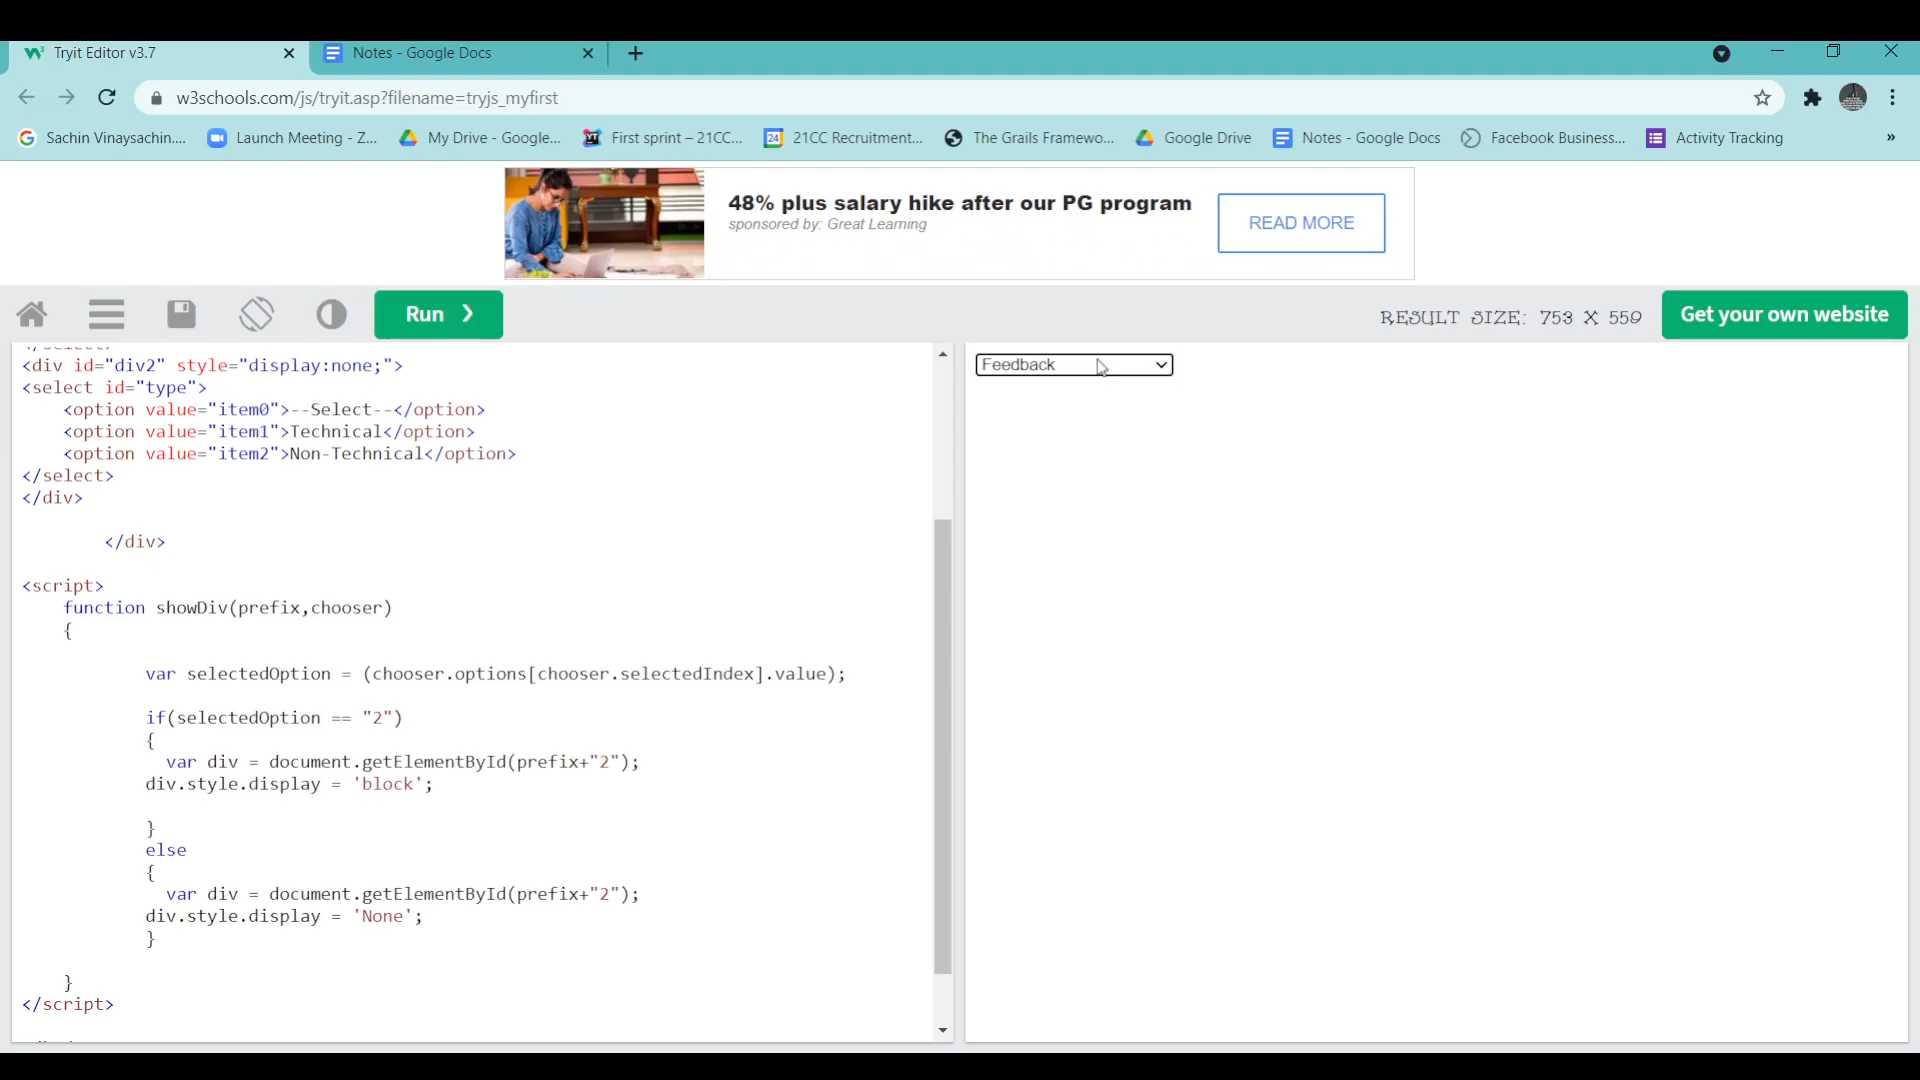 Tryit Editor v3.7
Notes - Google Docs
w3schools.com/js/tryit.asp?filename=tryjs_myfirst
Sachin Vinaysachin....
Launch Meeting - Z...
My Drive - Google...
First sprint – 21CC...
21CC Recruitment...
The Grails Framewo...
Google Drive
Notes - Google Docs
Facebook Business...
Activity Tracking
»
48% plus salary hike after our PG program
sponsored by: Great Learning
READ MORE
Run ❯
RESULT SIZE: 753 X 559
Get your own website
<div id="div2" style="display:none;">
<select id="type">
<option value="item0">--Select--</option>
<option value="item1">Technical</option>
<option value="item2">Non-Technical</option>
</select>
</div>
</div>
<script>
function showDiv(prefix,chooser)
{
var selectedOption = (chooser.options[chooser.selectedIndex].value);
if(selectedOption == "2")
{
var div = document.getElementById(prefix+"2");
div.style.display = 'block';
}
else
{
var div = document.getElementById(prefix+"2");
div.style.display = 'None';
}
}
</script>
Feedback